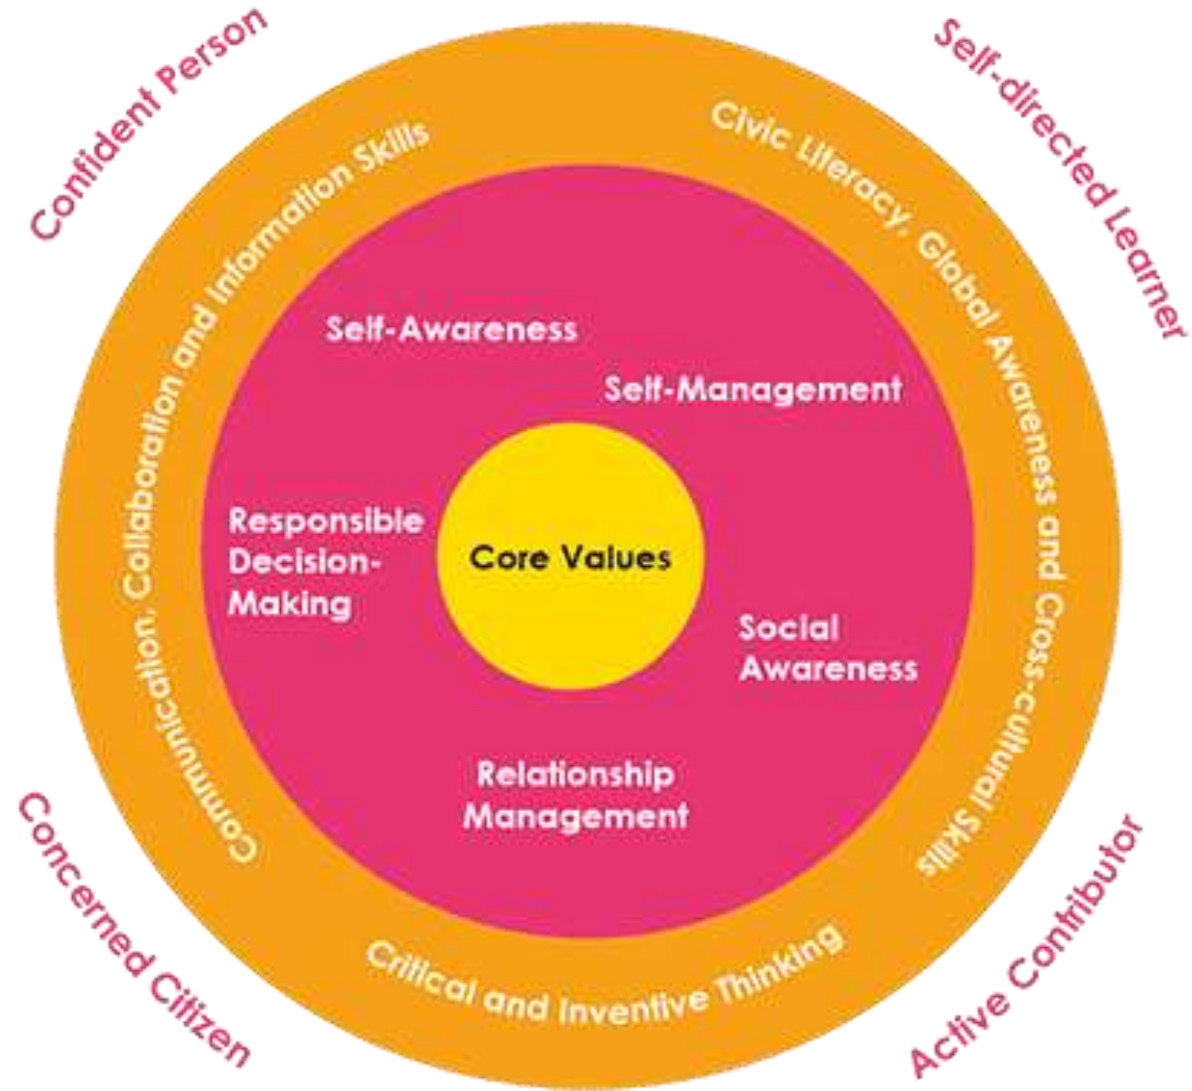 Confident Person
Self-directed Learner
Communication, Collaboration and Information Skills
Civic Literacy, Global Awareness and Cross-cultural Skills
Self-Awareness
Self-Management
Responsible
Decision-
Making
Core Values
Social
Awareness
Relationship
Management
Critical and Inventive Thinking
Concerned Citizen
Active Contributor